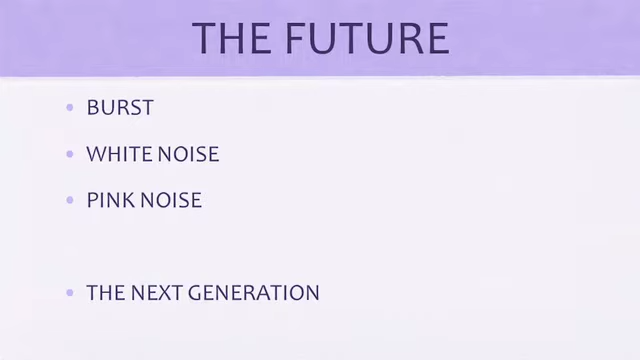 THE FUTURE
BURST
WHITE NOISE
PINK NOISE
THE NEXT GENERATION